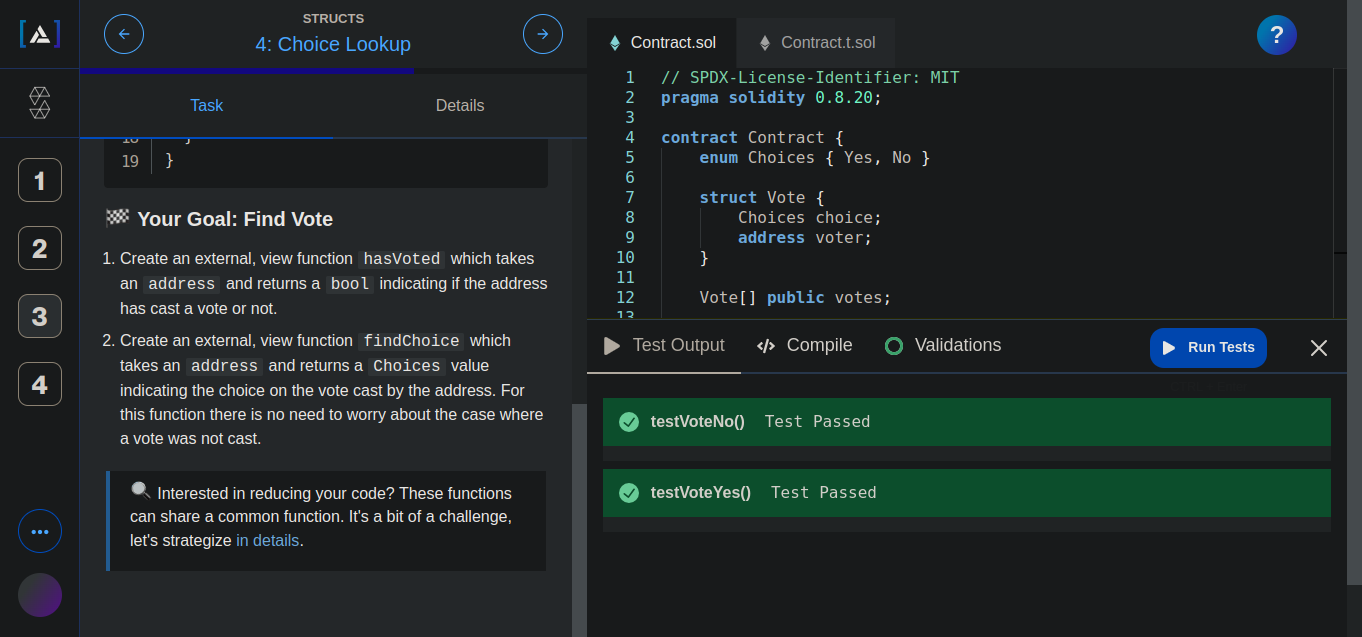 STRUCTS
4: Choice Lookup
Task
Details
19 }
Your Goal: Find Vote
1. Create an external, view function hasVoted which takes
an address and returns a bool indicating if the address
has cast a vote or not.
2. Create an external, view function findChoice which
takes an address and returns a Choices value
indicating the choice on the vote cast by the address. For
this function there is no need to worry about the case where
a vote was not cast.
Interested in reducing your code? These functions
can share a common function. It's a bit of a challenge,
let's strategize in details.
1
2
3
4
Contract.sol
Contract.t.sol
?
1 // SPDX-License-Identifier: MIT
2 pragma solidity 0.8.20;
3
4 contract Contract {
5 enum Choices { Yes, No }
6
7 struct Vote {
8 Choices choice;
9 address voter;
10 }
11
12 Vote[] public votes;
13
Test Output
Compile
Validations
Run Tests
testVoteNo() Test Passed
testVoteYes() Test Passed